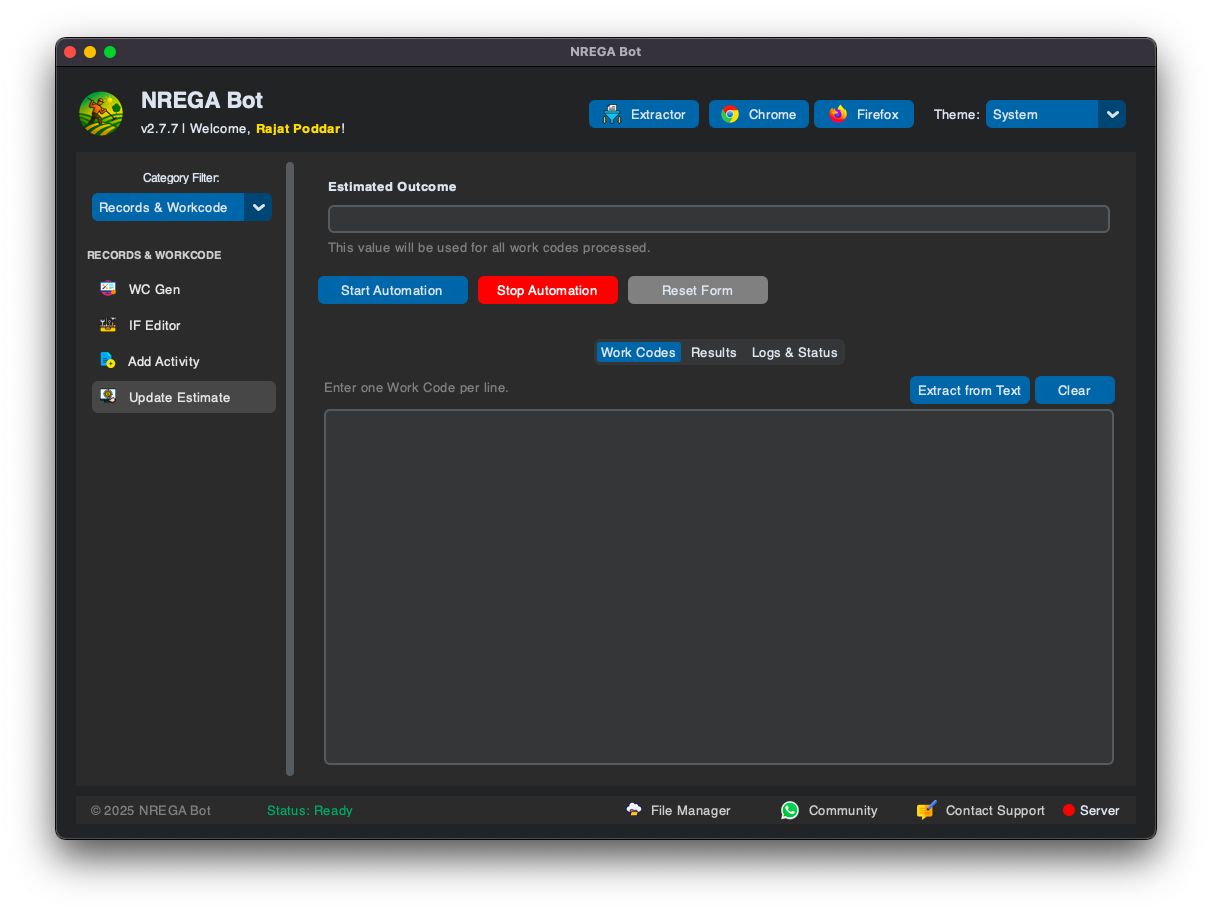 NREGA Bot
NREGA Bot
v2.7.7 | Welcome, Rajat Poddar!
Extractor
Chrome
Firefox
Theme:
System
Category Filter:
Records & Workcode
RECORDS & WORKCODE
WC Gen
IF Editor
Add Activity
Update Estimate
Estimated Outcome
This value will be used for all work codes processed.
Start Automation
Stop Automation
Reset Form
Work Codes
Results
Logs & Status
Enter one Work Code per line.
Extract from Text
Clear
© 2025 NREGA Bot
Status: Ready
File Manager
Community
Contact Support
Server